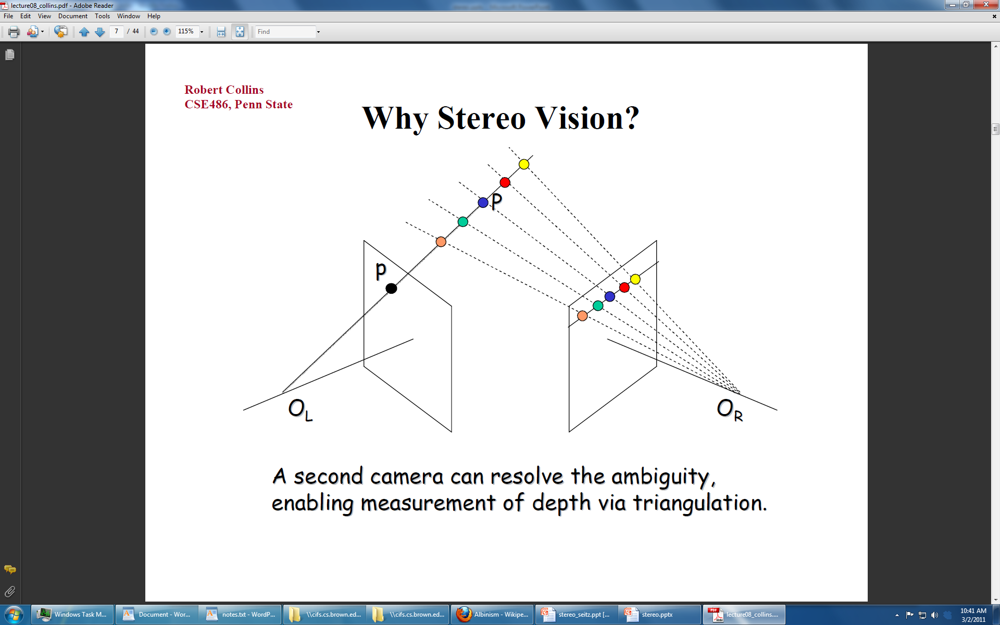 lecture08_collins.pdf - Adobe Reader
File Edit View Document Tools Window Help
7 / 44 115% Find
Robert Collins
CSE486, Penn State
Why Stereo Vision?
P
p
OL
OR
A second camera can resolve the ambiguity,
enabling measurement of depth via triangulation.
Windows Task M... Document - Wor... notes.txt - WordP... \\cifs.cs.brown.ed... \\cifs.cs.brown.ed... Albinism - Wikipe... stereo_seitz.ppt [... stereo.pptx lecture08_collins....
10:41 AM
3/2/2011